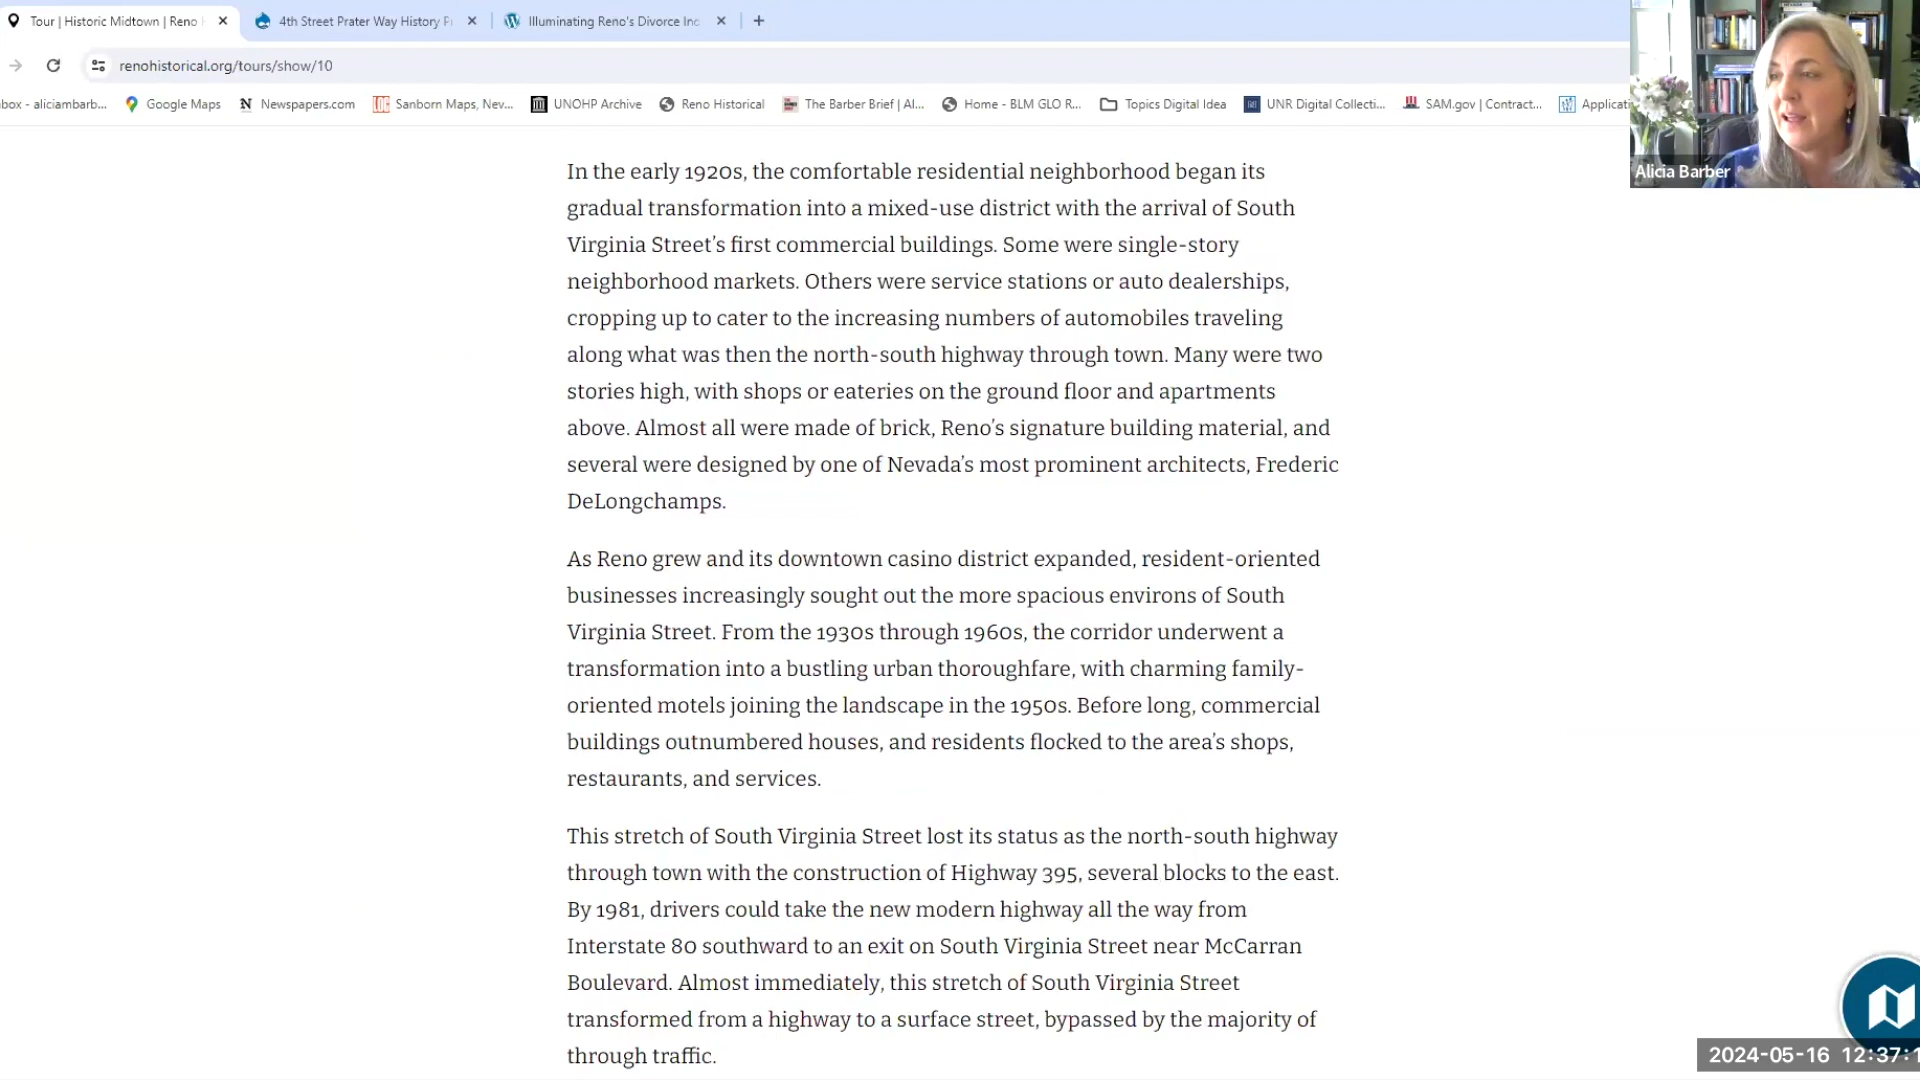 Tour | Historic Midtown | Reno
4th Street Prater Way History P
Illuminating Reno's Divorce Ind
renohistorical.org/tours/show/10
box - aliciambarb...
Google Maps
Newspapers.com
Sanborn Maps, Nev...
UNOHP Archive
Reno Historical
The Barber Brief | Al...
Home - BLM GLO R...
Topics Digital Idea
UNR Digital Collecti...
SAM.gov | Contract...
Applicati
Alicia Barber
In the early 1920s, the comfortable residential neighborhood began its
gradual transformation into a mixed-use district with the arrival of South
Virginia Street’s first commercial buildings. Some were single-story
neighborhood markets. Others were service stations or auto dealerships,
cropping up to cater to the increasing numbers of automobiles traveling
along what was then the north-south highway through town. Many were two
stories high, with shops or eateries on the ground floor and apartments
above. Almost all were made of brick, Reno’s signature building material, and
several were designed by one of Nevada’s most prominent architects, Frederic
DeLongchamps.
As Reno grew and its downtown casino district expanded, resident-oriented
businesses increasingly sought out the more spacious environs of South
Virginia Street. From the 1930s through 1960s, the corridor underwent a
transformation into a bustling urban thoroughfare, with charming family-
oriented motels joining the landscape in the 1950s. Before long, commercial
buildings outnumbered houses, and residents flocked to the area’s shops,
restaurants, and services.
This stretch of South Virginia Street lost its status as the north-south highway
through town with the construction of Highway 395, several blocks to the east.
By 1981, drivers could take the new modern highway all the way from
Interstate 80 southward to an exit on South Virginia Street near McCarran
Boulevard. Almost immediately, this stretch of South Virginia Street
transformed from a highway to a surface street, bypassed by the majority of
through traffic.
2024-05-16 12:37:1